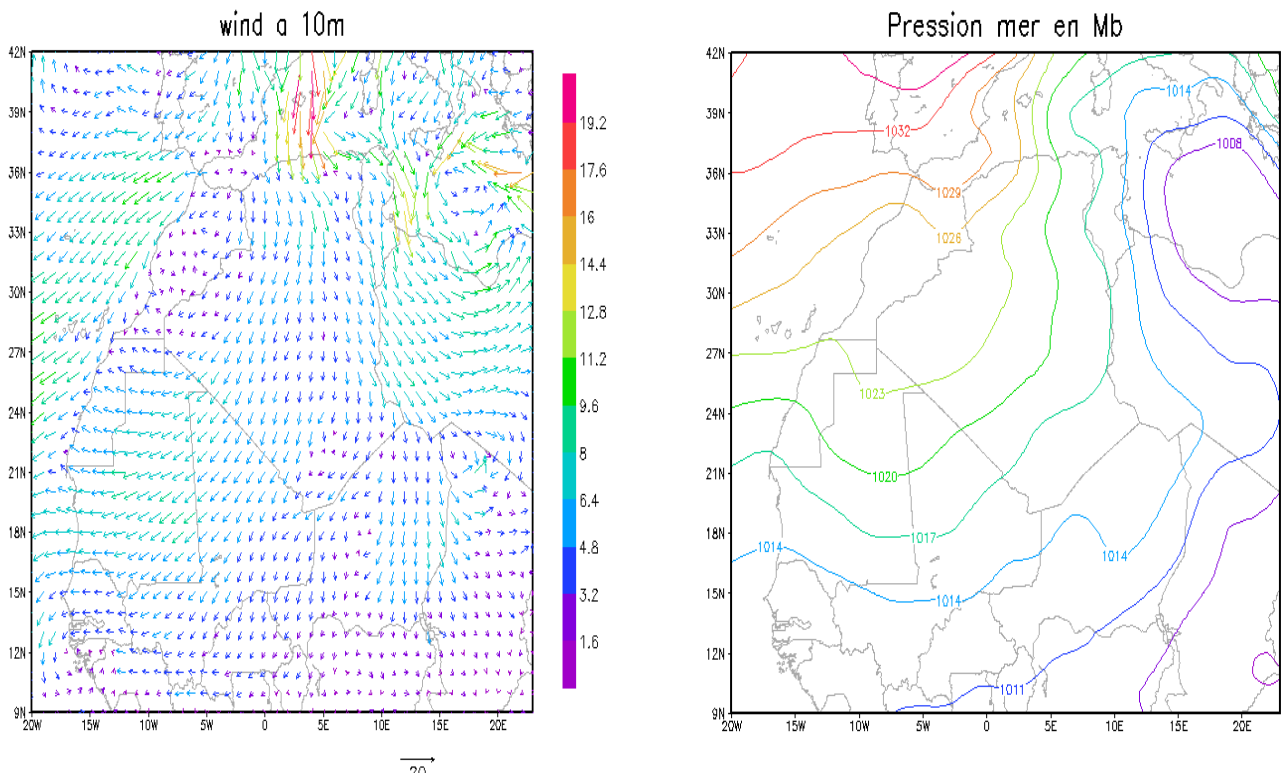 wind a 10m
42N
39N
36N
33N
30N
27N
24N
21N
18N
15N
12N
9N
20W 15W 10W 5W 0 5E 10E 15E 20E
20
19.2
17.6
16
14.4
12.8
11.2
9.6
8
6.4
4.8
3.2
1.6
Pression mer en Mb
42N
39N
36N
33N
30N
27N
24N
21N
18N
15N
12N
9N
20W 15W 10W 5W 0 5E 10E 15E 20E
1014
1032
1008
1029
1026
1023
1020
1017
1014
1014
1011